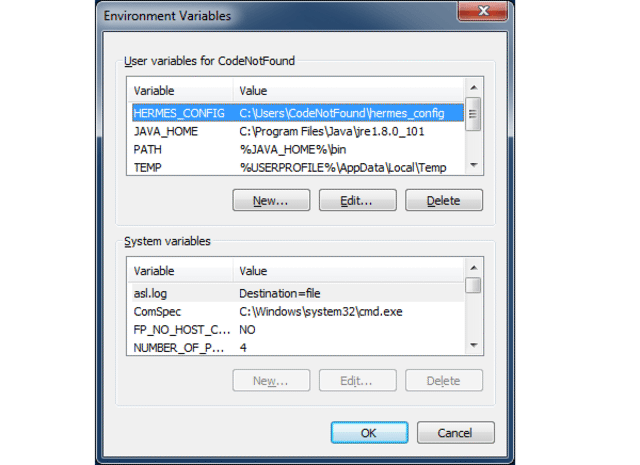 Environment Variables
User variables for CodeNotFound
Variable Value
HERMES_CONFIG C:\Users\CodeNotFound\hermes_config
JAVA_HOME C:\Program Files\Java\jre1.8.0_101
PATH %JAVA_HOME%\bin
TEMP %USERPROFILE%\AppData\Local\Temp
New... Edit... Delete
System variables
Variable Value
asl.log Destination=file
ComSpec C:\Windows\system32\cmd.exe
FP_NO_HOST_C... NO
NUMBER_OF_P... 4
New... Edit... Delete
OK Cancel